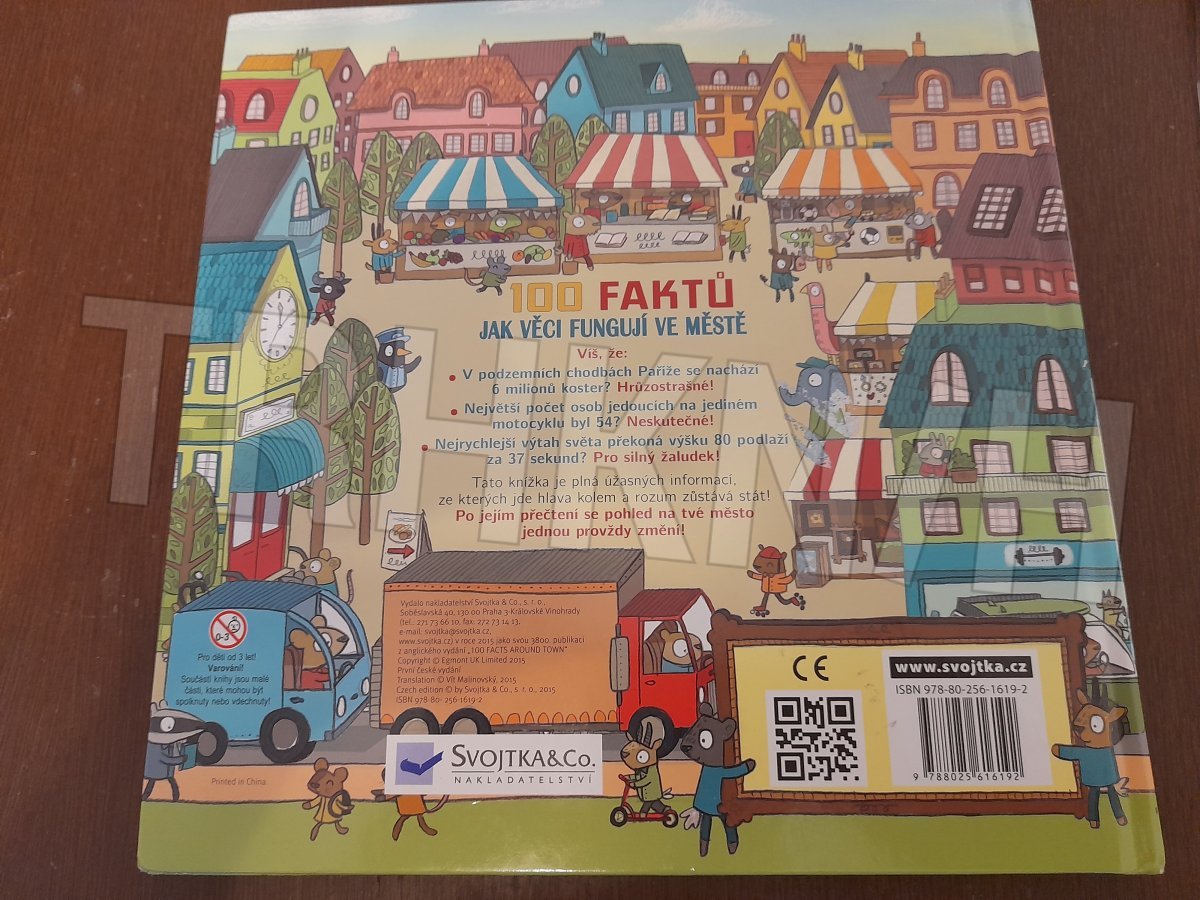 100 FAKTŮ
JAK VĚCI FUNGUJÍ VE MĚSTĚ
Víš, že:
• V podzemních chodbách Paříže se nachází
6 milionů koster? Hrůzostrašné!
• Největší počet osob jedoucích na jediném
motocyklu byl 54? Neskutečné!
• Nejrychlejší výtah světa překoná výšku 80 podlaží
za 37 sekund? Pro silný žaludek!
Tato knížka je plná úžasných informací,
ze kterých jde hlava kolem a rozum zůstává stát!
Po jejím přečtení se pohled na tvé město
jednou provždy změní!
Vydalo nakladatelství Svojtka & Co., s. r. o.,
Soběslavská 40, 130 00 Praha 3-Královské Vinohrady
(tel.: 271 73 66 10, fax: 272 73 14 13,
e-mail: svojtka@svojtka.cz,
www.svojtka.cz) v roce 2015 jako svou 3800. publikaci
z anglického vydání „100 FACTS AROUND TOWN"
Copyright © Egmont UK Limited 2015
První české vydání
Translation © Vít Malinovský, 2015
Czech edition © by Svojtka & Co., s. r. o., 2015
ISBN 978-80- 256-1619-2
0-3
Pro děti od 3 let!
Varování!
Součástí knihy jsou malé
části, které mohou být
spolknuty nebo vdechnuty!
Printed in China.
SVOJTKA&CO.
NAKLADATELSTVÍ
CE
www.svojtka.cz
ISBN 978-80-256-1619-2
9 788025 616192